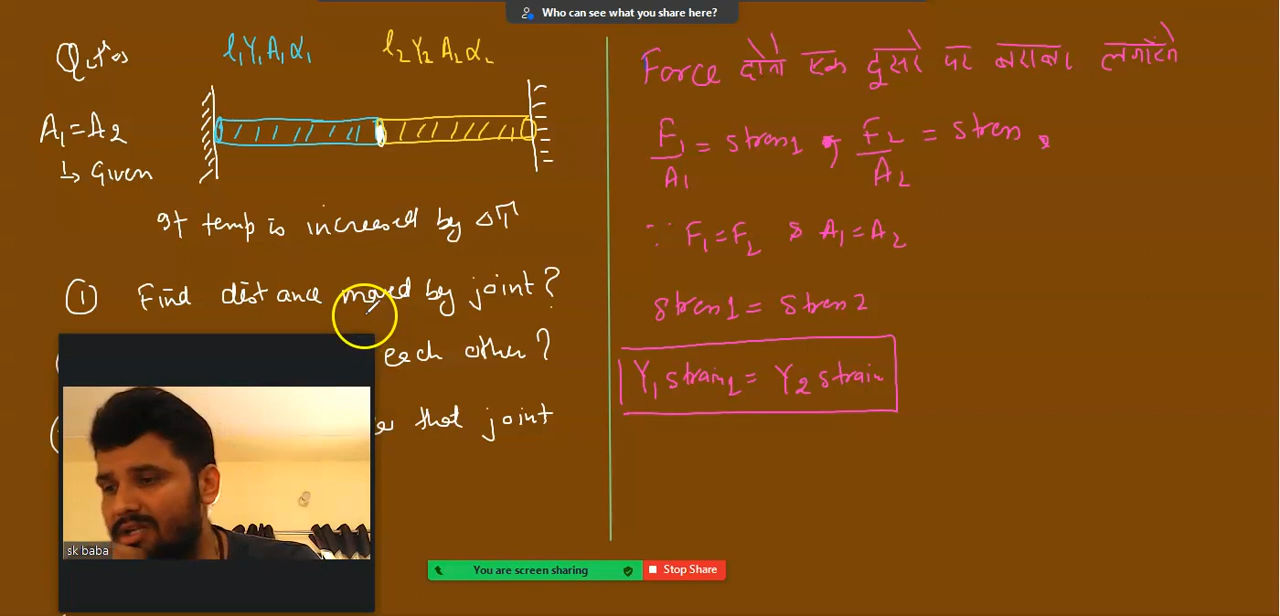 Who can see what you share here?
l₁Y₁A₁α₁ l₂Y₂A₂α₂
A₁ = A₂
↳ Given
If temp is increased by ΔT
① Find distance moved by joint?
each other?
that joint
Force दोनो एक दुसरे पर बराबर लगाऐंगे
F₁/A₁ = stress1 F₂/A₂ = stress 2
∵ F₁ = F₂ & A₁ = A₂
stress1 = stress2
Y₁ strain1 = Y₂ strain
sk baba
You are screen sharing
Stop Share